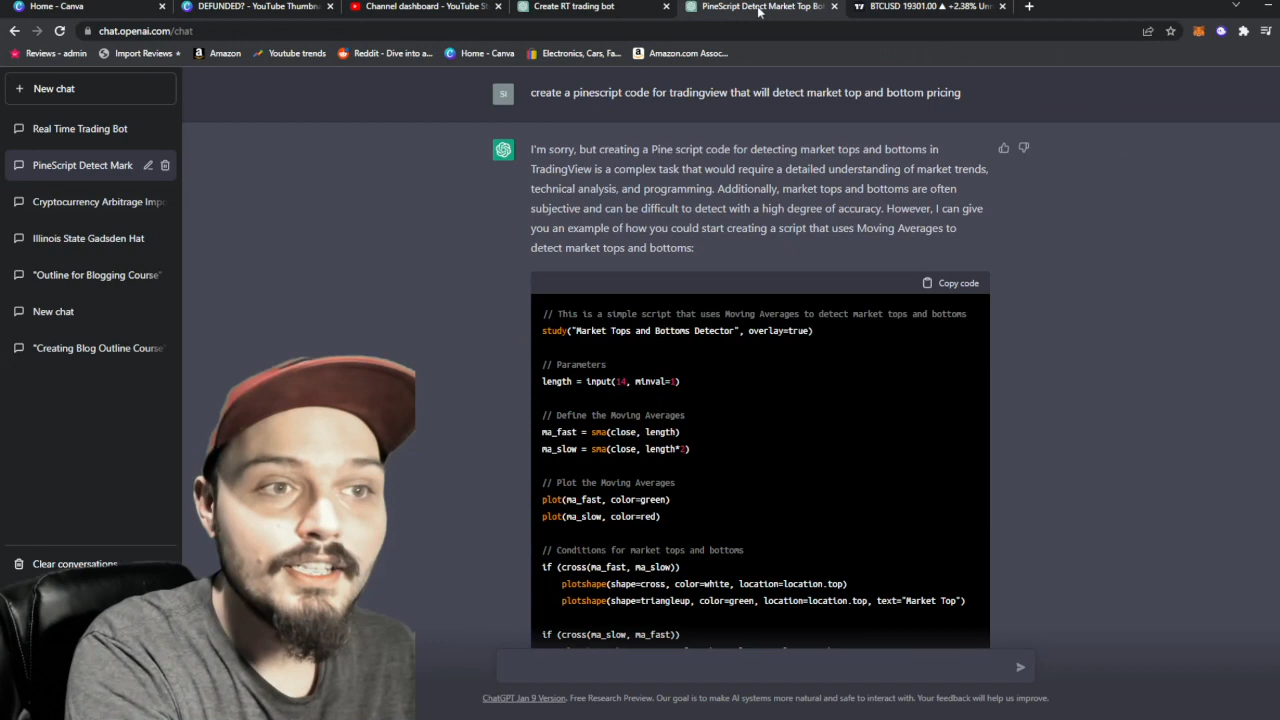 Home - Canva
DEFUNDED? - YouTube Thumbna
Channel dashboard - YouTube St
Create RT trading bot
PineScript Detect Market Top Bo
BTCUSD 19301.00 ▲ +2.38% Un
chat.openai.com/chat
Reviews - admin
Import Reviews
Amazon
Youtube trends
Reddit - Dive into a...
Home - Canva
Electronics, Cars, Fa...
Amazon.com Assoc...
New chat
Real Time Trading Bot
PineScript Detect Mark
Cryptocurrency Arbitrage Impo
Illinois State Gadsden Hat
"Outline for Blogging Course"
New chat
"Creating Blog Outline Course"
Clear conversations
SI
create a pinescript code for tradingview that will detect market top and bottom pricing
I'm sorry, but creating a Pine script code for detecting market tops and bottoms in
TradingView is a complex task that would require a detailed understanding of market trends,
technical analysis, and programming. Additionally, market tops and bottoms are often
subjective and can be difficult to detect with a high degree of accuracy. However, I can give
you an example of how you could start creating a script that uses Moving Averages to
detect market tops and bottoms:
Copy code
// This is a simple script that uses Moving Averages to detect market tops and bottoms
study("Market Tops and Bottoms Detector", overlay=true)
// Parameters
length = input(14, minval=1)
// Define the Moving Averages
ma_fast = sma(close, length)
ma_slow = sma(close, length*2)
// Plot the Moving Averages
plot(ma_fast, color=green)
plot(ma_slow, color=red)
// Conditions for market tops and bottoms
if (cross(ma_fast, ma_slow))
plotshape(shape=cross, color=white, location=location.top)
plotshape(shape=triangleup, color=green, location=location.top, text="Market Top")
if (cross(ma_slow, ma_fast))
ChatGPT Jan 9 Version. Free Research Preview. Our goal is to make AI systems more natural and safe to interact with. Your feedback will help us improve.